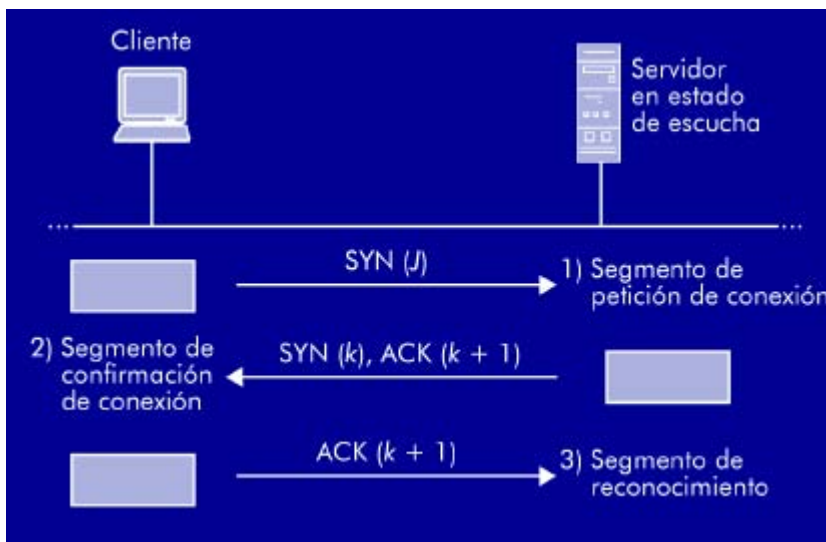 Cliente
Servidor
en estado
de escucha
SYN (J)
1) Segmento de
petición de conexión
2) Segmento de
confirmación
de conexión
SYN (k), ACK (k + 1)
ACK (k + 1)
3) Segmento de
reconocimiento